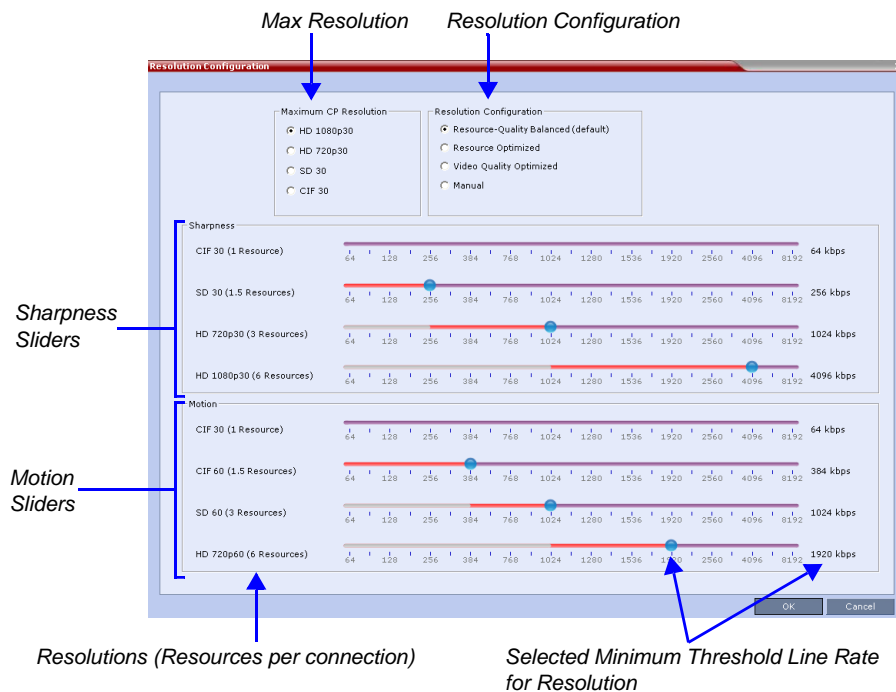 Max Resolution
Resolution Configuration
Resolution Configuration
Maximum CP Resolution
HD 1080p30
HD 720p30
SD 30
CIF 30
Resolution Configuration
Resource-Quality Balanced (default)
Resource Optimized
Video Quality Optimized
Manual
Sharpness Sliders
Sharpness
CIF 30 (1 Resource)
64 128 256 384 768 1024 1280 1536 1920 2560 4096 8192
64 kbps
SD 30 (1.5 Resources)
64 128 256 384 768 1024 1280 1536 1920 2560 4096 8192
256 kbps
HD 720p30 (3 Resources)
64 128 256 384 768 1024 1280 1536 1920 2560 4096 8192
1024 kbps
HD 1080p30 (6 Resources)
64 128 256 384 768 1024 1280 1536 1920 2560 4096 8192
4096 kbps
Motion Sliders
Motion
CIF 30 (1 Resource)
64 128 256 384 768 1024 1280 1536 1920 2560 4096 8192
64 kbps
CIF 60 (1.5 Resources)
64 128 256 384 768 1024 1280 1536 1920 2560 4096 8192
384 kbps
SD 60 (3 Resources)
64 128 256 384 768 1024 1280 1536 1920 2560 4096 8192
1024 kbps
HD 720p60 (6 Resources)
64 128 256 384 768 1024 1280 1536 1920 2560 4096 8192
1920 kbps
OK
Cancel
Resolutions (Resources per connection)
Selected Minimum Threshold Line Rate
for Resolution